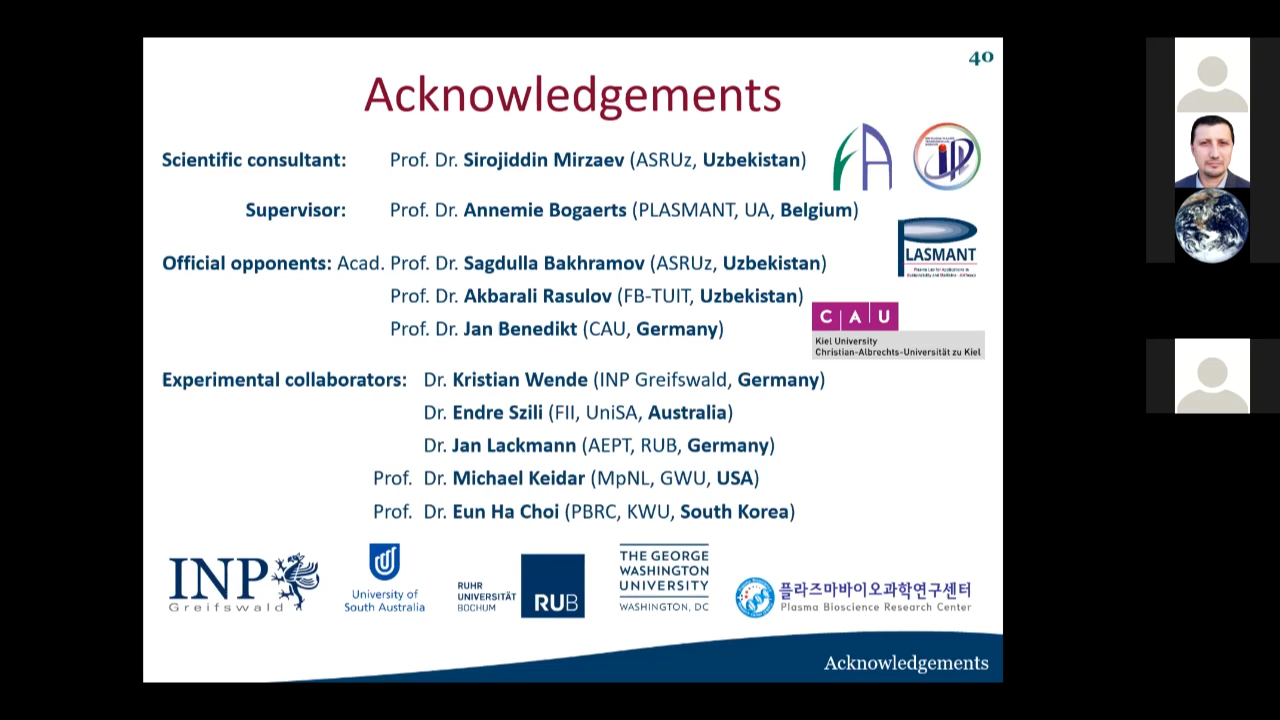 40
Acknowledgements
Scientific consultant: Prof. Dr. Sirojiddin Mirzaev (ASRUz, Uzbekistan)
Supervisor: Prof. Dr. Annemie Bogaerts (PLASMANT, UA, Belgium)
PLASMANT
Official opponents: Acad. Prof. Dr. Sagdulla Bakhramov (ASRUz, Uzbekistan)
Prof. Dr. Akbarali Rasulov (FB-TUIT, Uzbekistan)
Prof. Dr. Jan Benedikt (CAU, Germany)
C A U
Kiel University
Christian-Albrechts-Universität zu Kiel
Experimental collaborators: Dr. Kristian Wende (INP Greifswald, Germany)
Dr. Endre Szili (FII, UniSA, Australia)
Dr. Jan Lackmann (AEPT, RUB, Germany)
Prof. Dr. Michael Keidar (MpNL, GWU, USA)
Prof. Dr. Eun Ha Choi (PBRC, KWU, South Korea)
INP
Greifswald
University of
South Australia
RUHR
UNIVERSITÄT
BOCHUM
RUB
THE GEORGE
WASHINGTON
UNIVERSITY
WASHINGTON, DC
플라즈마바이오과학연구센터
Plasma Bioscience Research Center
Acknowledgements